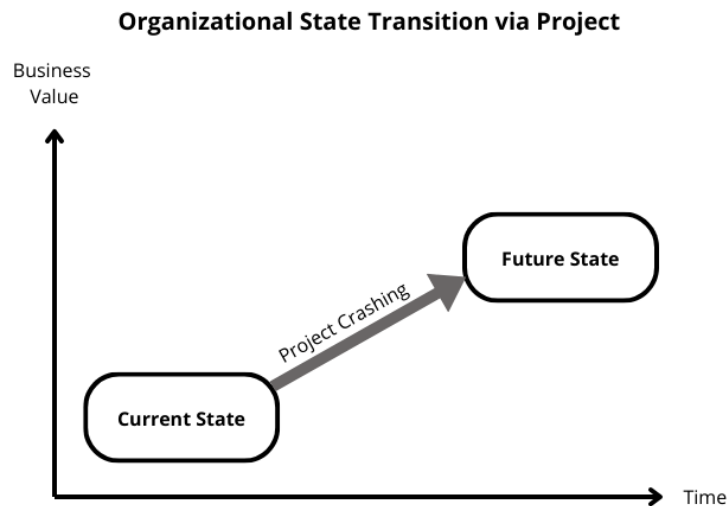 Organizational State Transition via Project
Business
Value
Future State
Project Crashing
Current State
Time